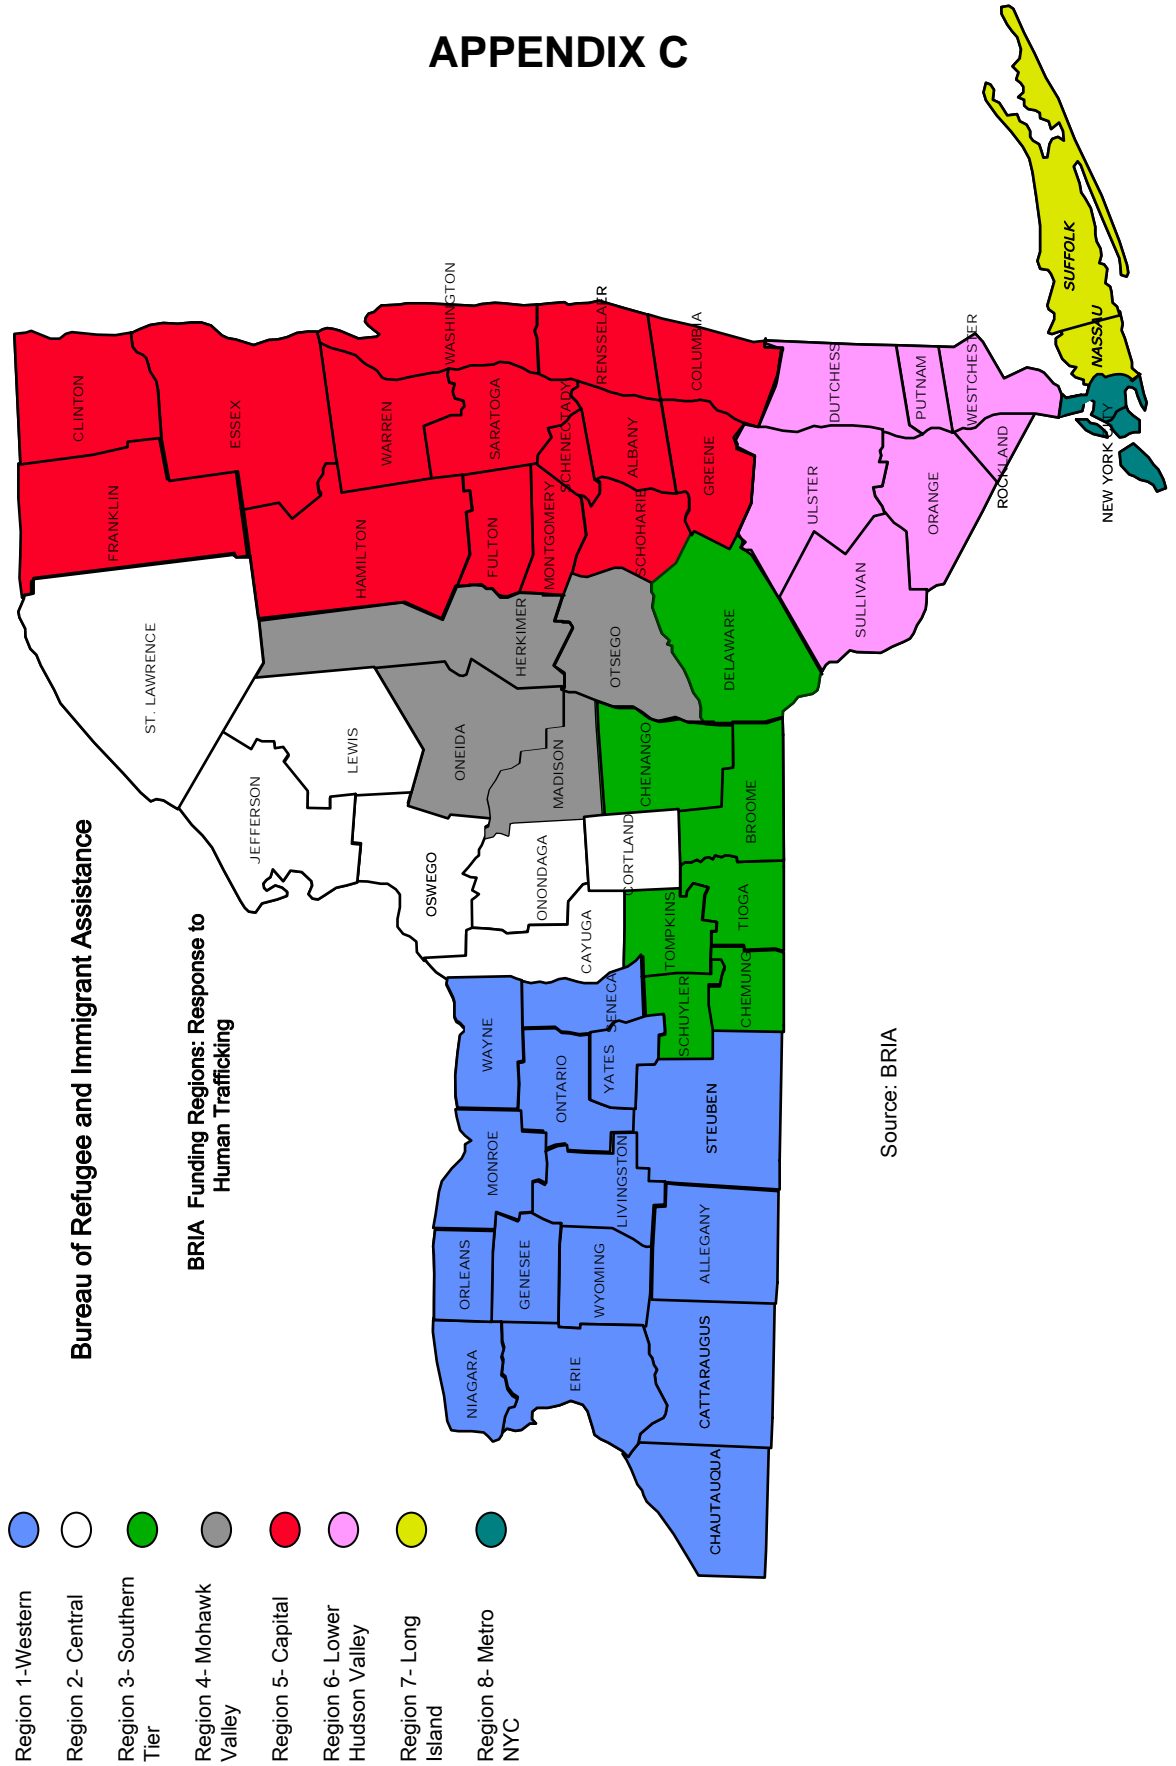 APPENDIX C
Bureau of Refugee and Immigrant Assistance
BRIA  Funding Regions: Response to
Human Trafficking
Region 1-Western
Region 2- Central
Region 3- Southern
Tier
Region 4- Mohawk
Valley
Region 5- Capital
Region 6- Lower
Hudson Valley
Region 7- Long
Island
Region 8- Metro
NYC
CLINTON
FRANKLIN
ESSEX
ST. LAWRENCE
JEFFERSON
LEWIS
HAMILTON
WARREN
WASHINGTON
OSWEGO
ONEIDA
HERKIMER
FULTON
SARATOGA
MONTGOMERY
SCHENECTADY
RENSSELAER
ALBANY
SCHOHARIE
OTSEGO
MADISON
ONONDAGA
CAYUGA
CORTLAND
CHENANGO
DELAWARE
GREENE
COLUMBIA
NIAGARA
ORLEANS
MONROE
WAYNE
GENESEE
ERIE
WYOMING
LIVINGSTON
ONTARIO
YATES
SENECA
TOMPKINS
SCHUYLER
CHEMUNG
TIOGA
BROOME
STEUBEN
ALLEGANY
CATTARAUGUS
CHAUTAUQUA
ULSTER
DUTCHESS
SULLIVAN
ORANGE
PUTNAM
WESTCHESTER
ROCKLAND
NEW YORK CITY
NASSAU
SUFFOLK
Source: BRIA